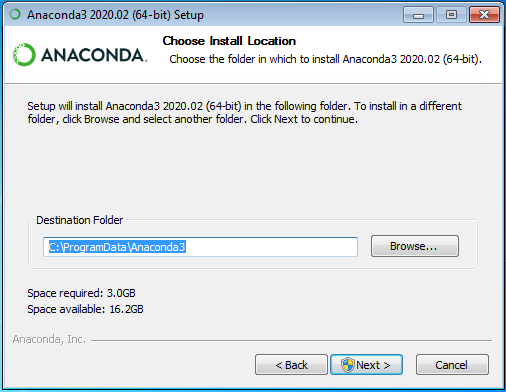 Anaconda3 2020.02 (64-bit) Setup
ANACONDA.
Choose Install Location
Choose the folder in which to install Anaconda3 2020.02 (64-bit).
Setup will install Anaconda3 2020.02 (64-bit) in the following folder. To install in a different
folder, click Browse and select another folder. Click Next to continue.
Destination Folder
C:\ProgramData\Anaconda3
Browse...
Space required: 3.0GB
Space available: 16.2GB
Anaconda, Inc.
< Back
Next >
Cancel